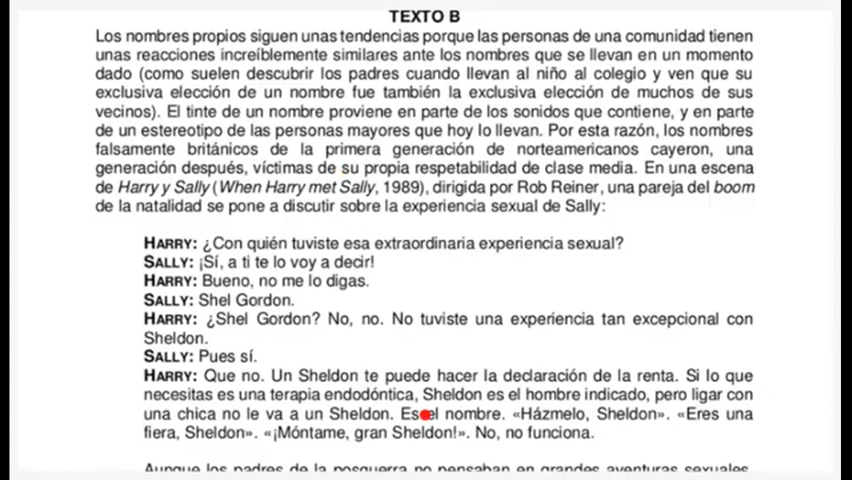 TEXTO B
Los nombres propios siguen unas tendencias porque las personas de una comunidad tienen
unas reacciones increíblemente similares ante los nombres que se llevan en un momento
dado (como suelen descubrir los padres cuando llevan al niño al colegio y ven que su
exclusiva elección de un nombre fue también la exclusiva elección de muchos de sus
vecinos). El tinte de un nombre proviene en parte de los sonidos que contiene, y en parte
de un estereotipo de las personas mayores que hoy lo llevan. Por esta razón, los nombres
falsamente británicos de la primera generación de norteamericanos cayeron, una
generación después, víctimas de su propia respetabilidad de clase media. En una escena
de Harry y Sally (When Harry met Sally, 1989), dirigida por Rob Reiner, una pareja del boom
de la natalidad se pone a discutir sobre la experiencia sexual de Sally:
HARRY: ¿Con quién tuviste esa extraordinaria experiencia sexual?
SALLY: ¡Sí, a ti te lo voy a decir!
HARRY: Bueno, no me lo digas.
SALLY: Shel Gordon.
HARRY: ¿Shel Gordon? No, no. No tuviste una experiencia tan excepcional con
Sheldon.
SALLY: Pues sí.
HARRY: Que no. Un Sheldon te puede hacer la declaración de la renta. Si lo que
necesitas es una terapia endodóntica, Sheldon es el hombre indicado, pero ligar con
una chica no le va a un Sheldon. Es el nombre. «Házmelo, Sheldon». «Eres una
fiera, Sheldon». «¡Móntame, gran Sheldon!». No, no funciona.
Aunque los padres de la posguerra no pensaban en grandes aventuras sexuales,